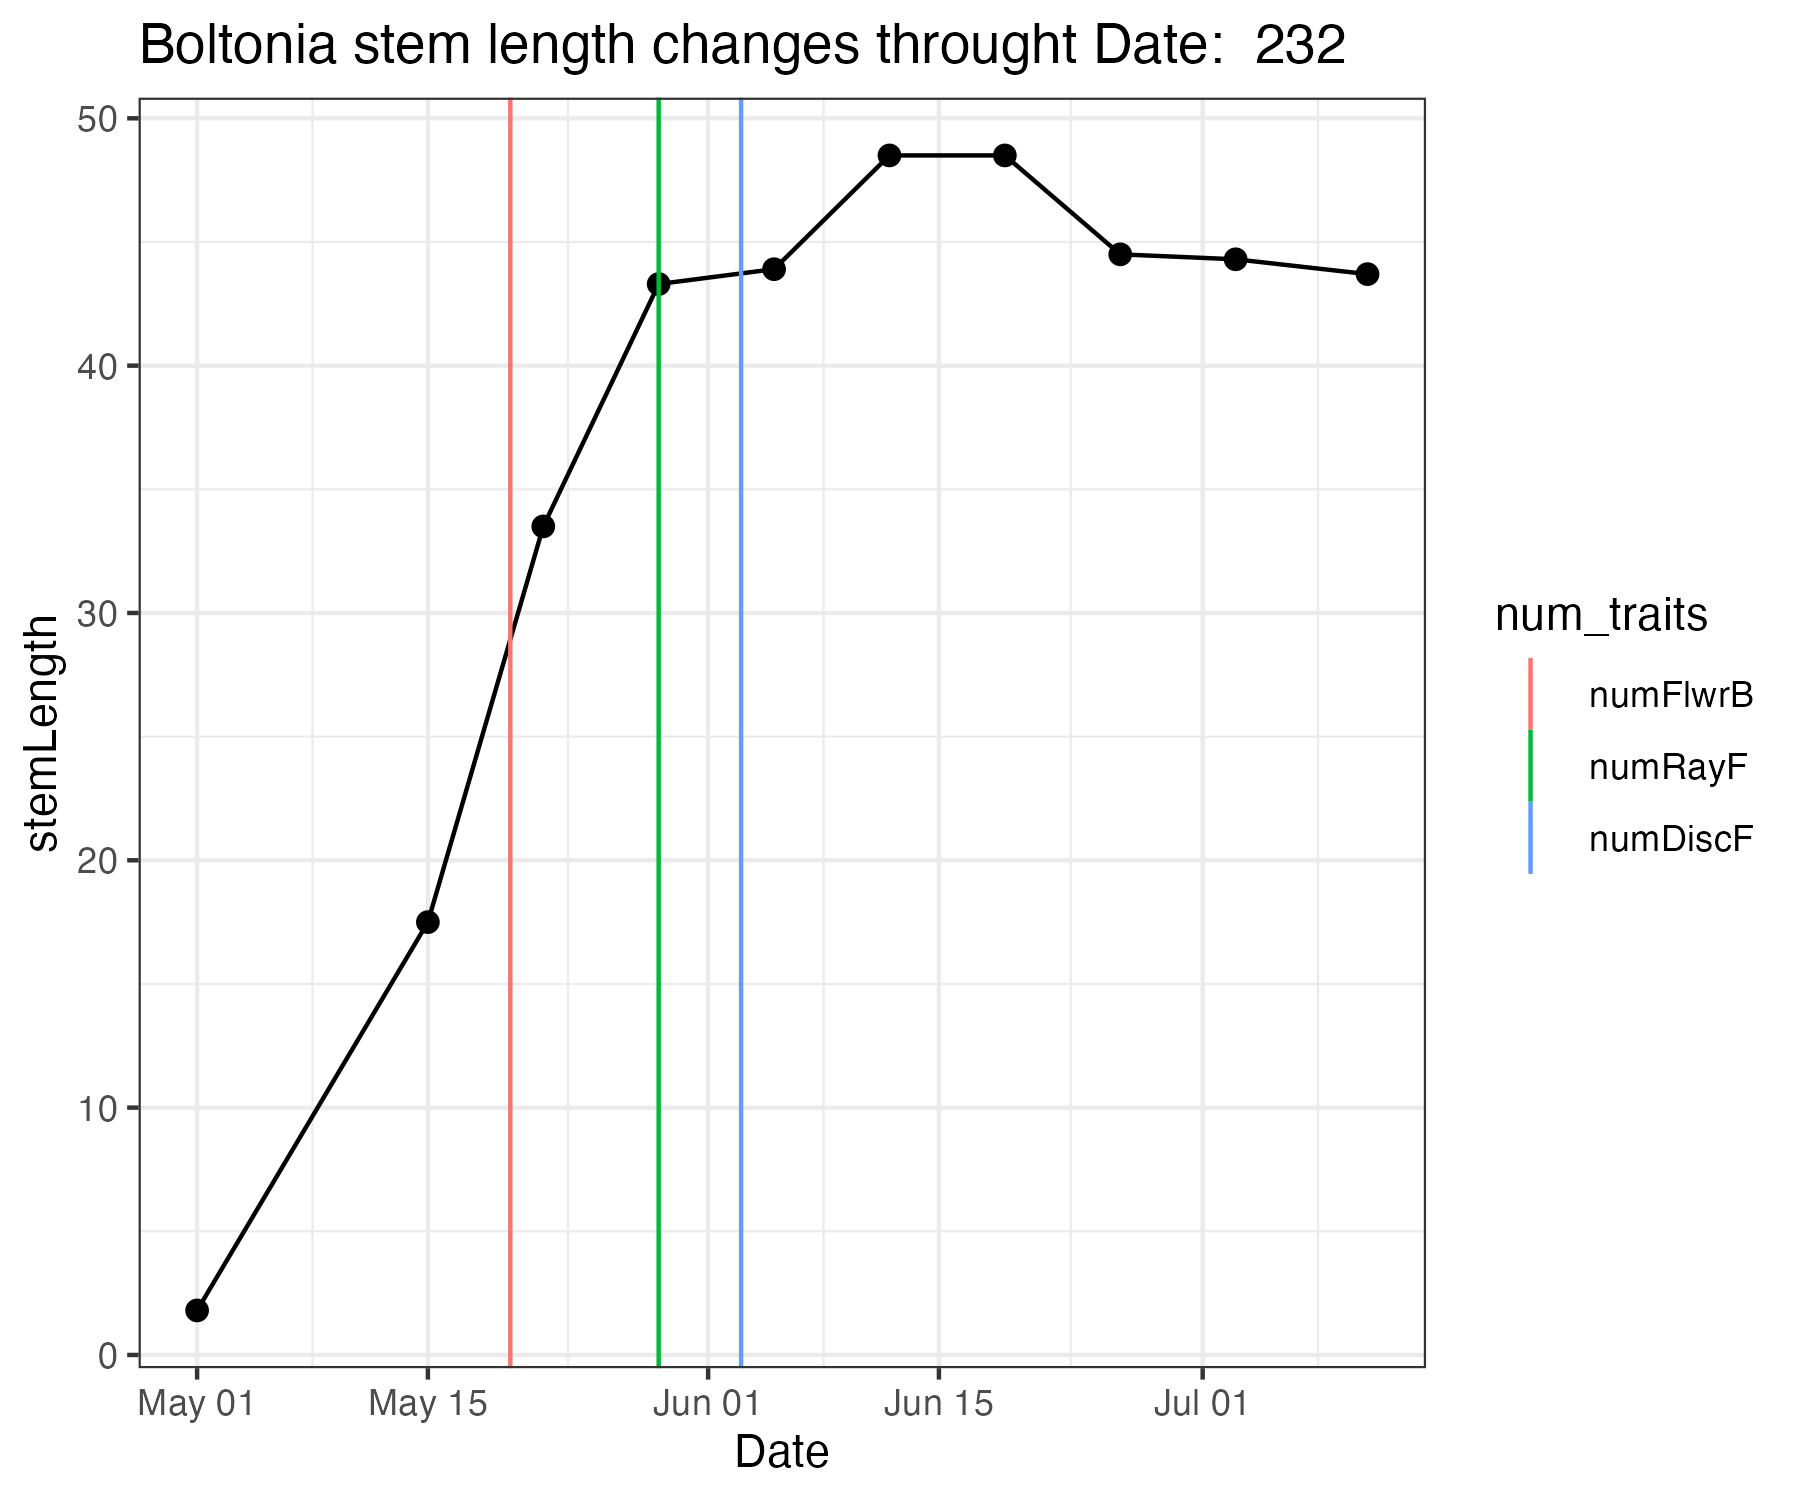 Boltonia stem length changes throught Date:  232
50
40
30
20
10
0
stemLength
May 01
May 15
Jun 01
Jun 15
Jul 01
Date
num_traits
numFlwrB
numRayF
numDiscF